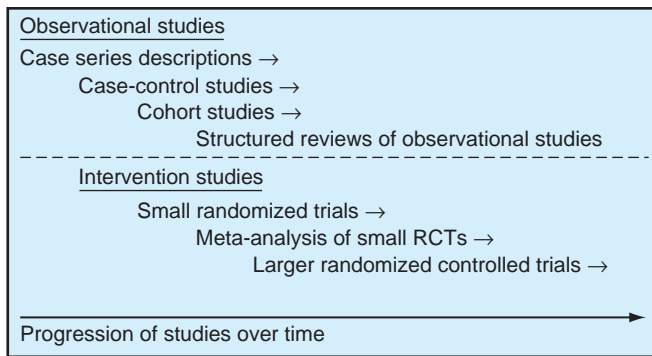 Observational studies
Case series descriptions →
Case-control studies →
Cohort studies →
Structured reviews of observational studies
Intervention studies
Small randomized trials →
Meta-analysis of small RCTs →
Larger randomized controlled trials →
Progression of studies over time